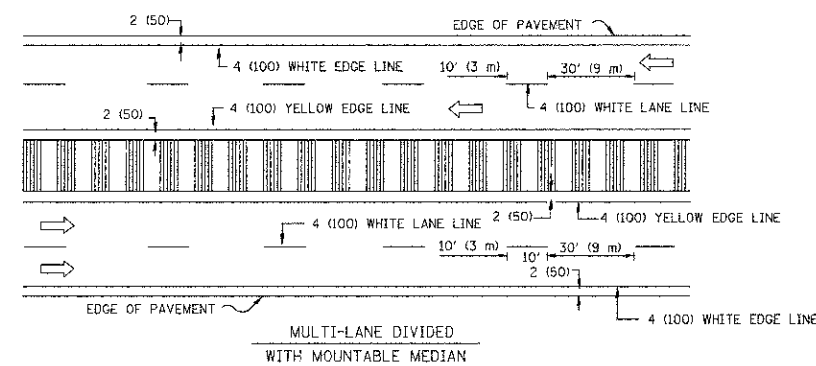 2 (50)
EDGE OF PAVEMENT
4 (100) WHITE EDGE LINE
10' (3 m)
30' (9 m)
2 (50)
4 (100) YELLOW EDGE LINE
4 (100) WHITE LANE LINE
4 (100) WHITE LANE LINE
2 (50)
4 (100) YELLOW EDGE LINE
10' (3 m)
10'
30' (9 m)
2 (50)
EDGE OF PAVEMENT
4 (100) WHITE EDGE LINE
MULTI-LANE DIVIDED
WITH MOUNTABLE MEDIAN